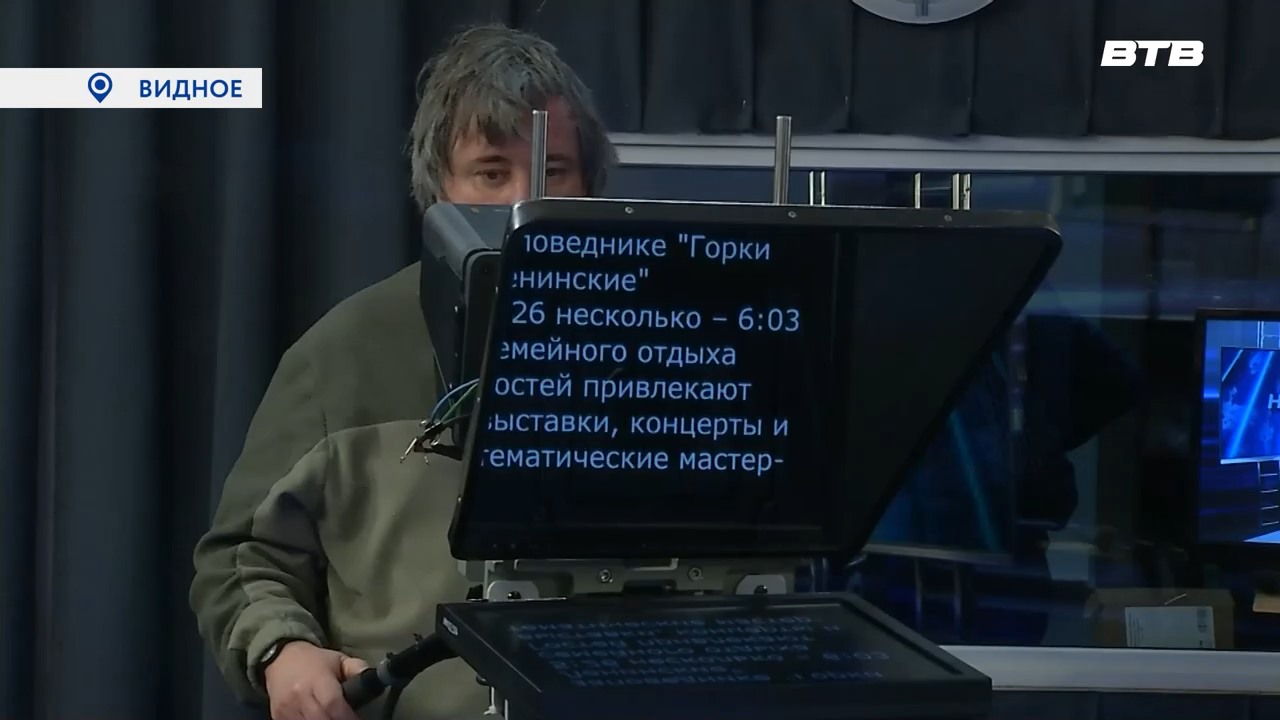 ВИДНОЕ
ВТВ
поведнике "Горки
енинские"
26 несколько – 6:03
емейного отдыха
остей привлекают
выставки, концерты и
тематические мастер-